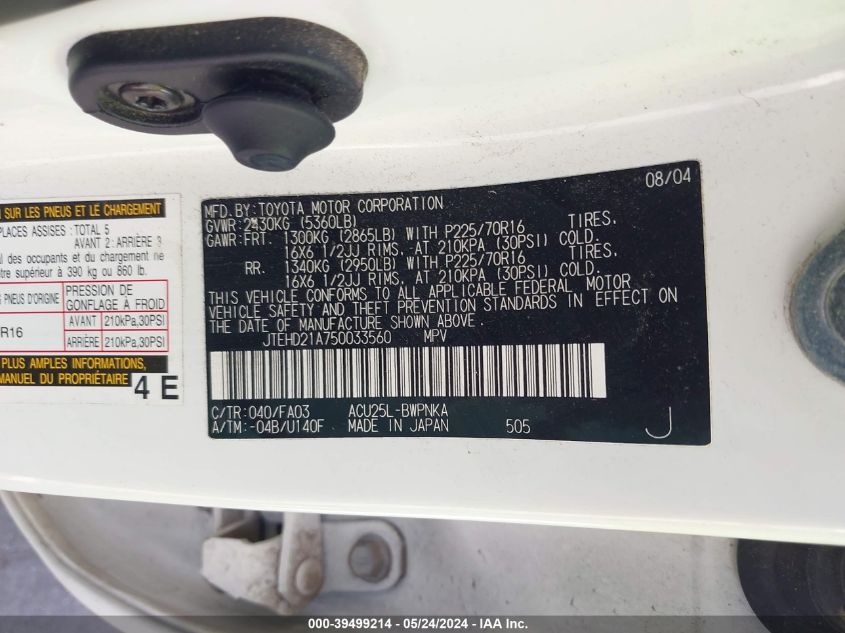 SUR LES PNEUS ET LE CHARGEMENT
PLACES ASSISES : TOTAL 5
AVANT 2 : ARRIÈRE 3
al des occupants et du chargement ne
être supérieur à 390 kg ou 860 lb.
PNEUS D'ORIGINE
PRESSION DE
GONFLAGE À FROID
R16
AVANT 210kPa,30PSI
ARRIÈRE 210kPa,30PSI
PLUS AMPLES INFORMATIONS,
MANUEL DU PROPRIÉTAIRE
4 E
08/04
MFD.BY:TOYOTA MOTOR CORPORATION
GVWR:2430KG (5360LB)
GAWR:FRT. 1300KG (2865LB) WITH P225/70R16 TIRES.
16X6 1/2JJ RIMS. AT 210KPA (30PSI) COLD.
RR. 1340KG (2950LB) WITH P225/70R16 TIRES.
16X6 1/2JJ RIMS. AT 210KPA (30PSI) COLD.
THIS VEHICLE CONFORMS TO ALL APPLICABLE FEDERAL MOTOR
VEHICLE SAFETY AND THEFT PREVENTION STANDARDS IN EFFECT ON
THE DATE OF MANUFACTURE SHOWN ABOVE.
JTEHD21A750033560 MPV
C/TR:040/FA03 ACU25L-BWPNKA
A/TM:-04B/U140F MADE IN JAPAN 505
J
000-39499214 - 05/24/2024 - IAA Inc.